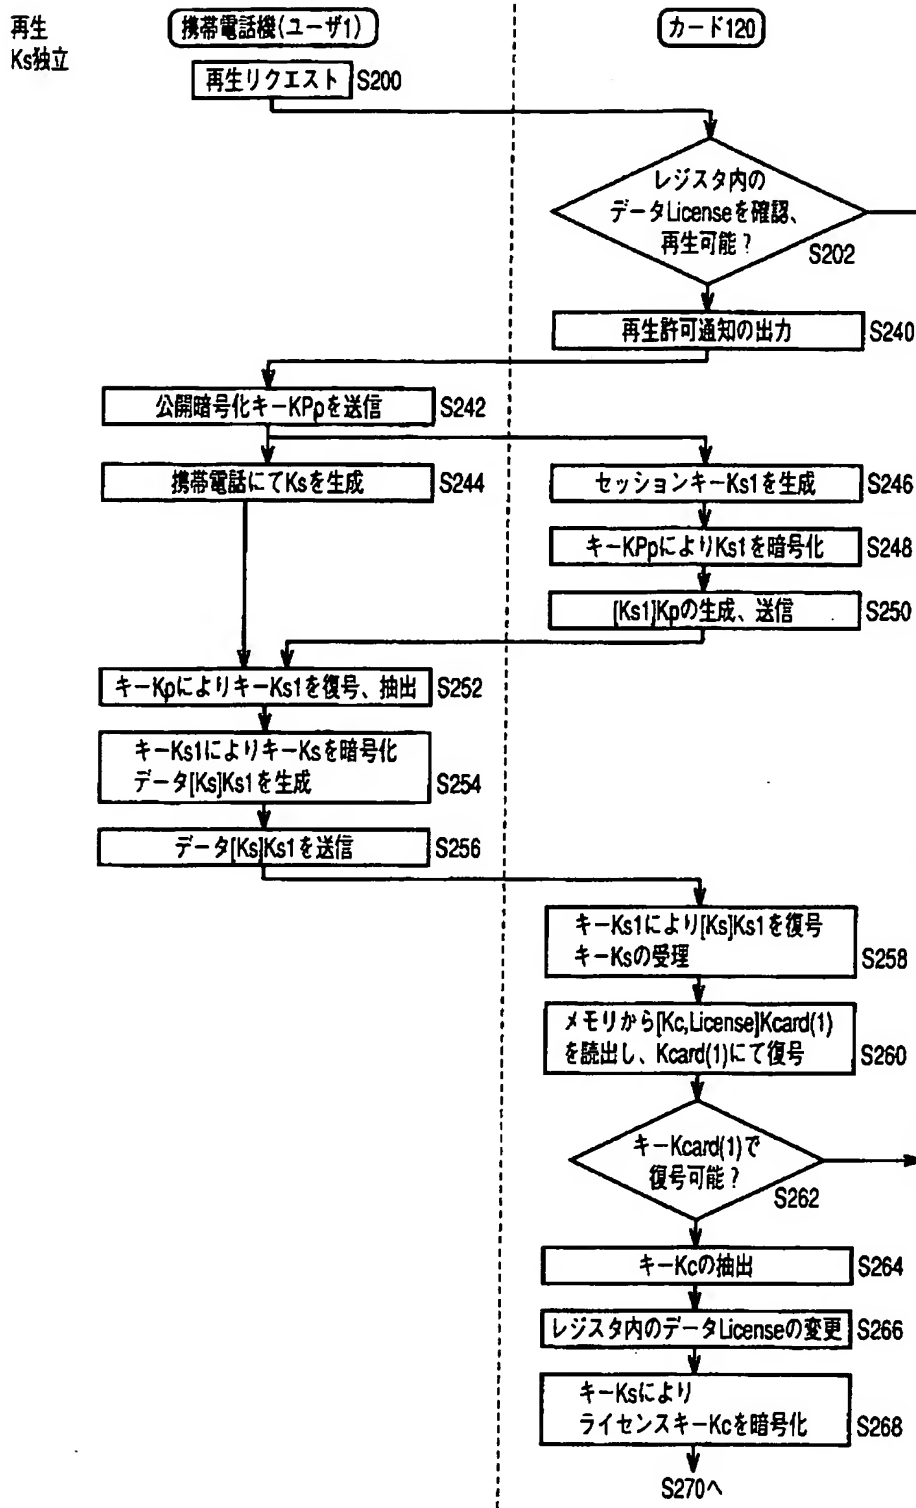 再生
Ks独立
携帯電話機(ユーザ1)
カード120
再生リクエスト
S200
レジスタ内の
データLicenseを確認、
再生可能？
S202
再生許可通知の出力
S240
公開暗号化キーKPpを送信
S242
携帯電話にてKsを生成
S244
セッションキーKs1を生成
S246
キーKPpによりKs1を暗号化
S248
[Ks1]Kpの生成、送信
S250
キーKpによりキーKs1を復号、抽出
S252
キーKs1によりキーKsを暗号化
データ[Ks]Ks1を生成
S254
データ[Ks]Ks1を送信
S256
キーKs1により[Ks]Ks1を復号
キーKsの受理
S258
メモリから[Kc,License]Kcard(1)
を読出し、Kcard(1)にて復号
S260
キーKcard(1)で
復号可能？
S262
キーKcの抽出
S264
レジスタ内のデータLicenseの変更
S266
キーKsにより
ライセンスキーKcを暗号化
S268
S270へ